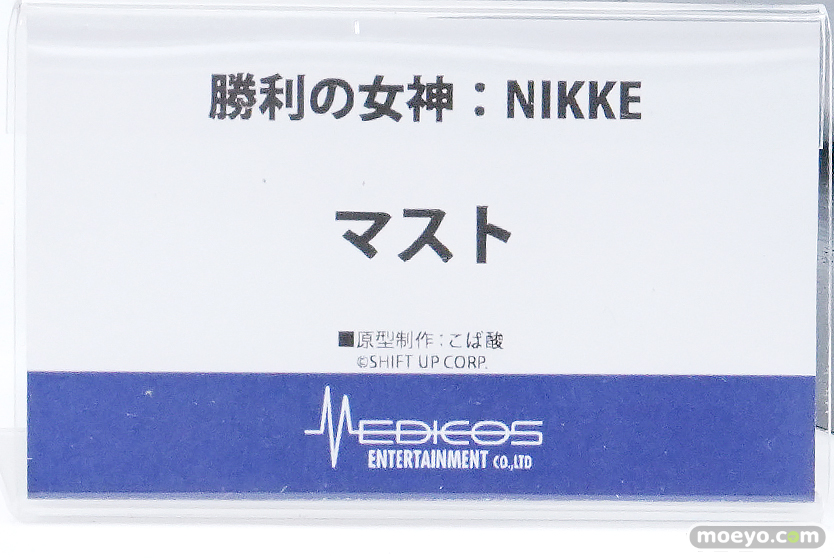 勝利の女神：NIKKE
マスト
■原型制作：こば酸
©SHIFT UP CORP.
MEDICOS
ENTERTAINMENT CO.,LTD
moeyo.com